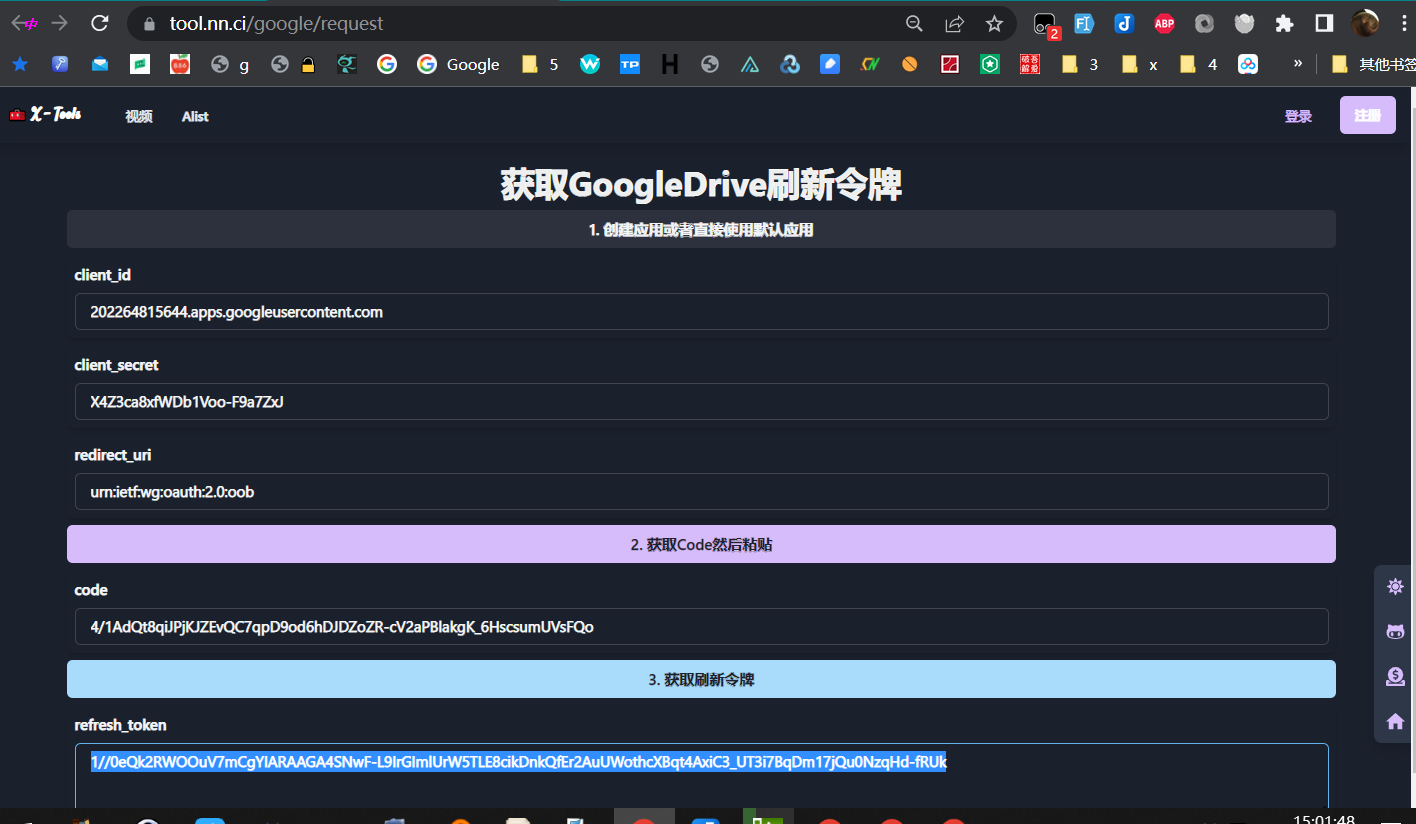 tool.nn.ci/google/request
2
ABP
g
Google
5
TP
H
3
x
4
»
其他书签
X - Tools
视频
Alist
登录
注册
获取GoogleDrive刷新令牌
1. 创建应用或者直接使用默认应用
client_id
202264815644.apps.googleusercontent.com
client_secret
X4Z3ca8xfWDb1Voo-F9a7ZxJ
redirect_uri
urn:ietf:wg:oauth:2.0:oob
2. 获取Code然后粘贴
code
4/1AdQt8qiJPjKJZEvQC7qpD9od6hDJDZoZR-cV2aPBlakgK_6HscsumUVsFQo
3. 获取刷新令牌
refresh_token
1//0eQk2RWOOuV7mCgYIARAAGA4SNwF-L9IrGlmlUrW5TLE8cikDnkQfEr2AuUWothcXBqt4AxiC3_UT3i7BqDm17jQu0NzqHd-fRUk
15:01:48